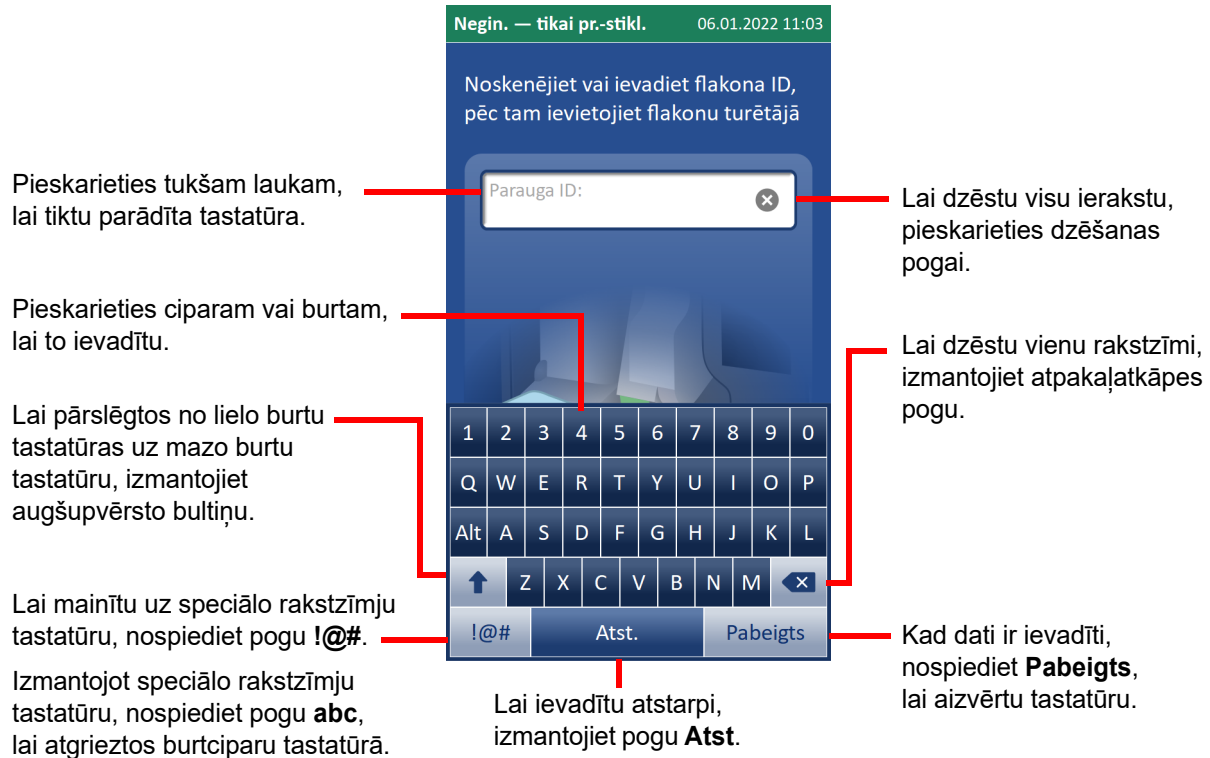 Negin. — tikai pr.-stikl. 06.01.2022 11:03
Noskenējiet vai ievadiet flakona ID,
pēc tam ievietojiet flakonu turētājā
Parauga ID:
Pieskarieties tukšam laukam,
lai tiktu parādīta tastatūra.
Lai dzēstu visu ierakstu,
pieskarieties dzēšanas
pogai.
Pieskarieties ciparam vai burtam,
lai to ievadītu.
Lai dzēstu vienu rakstzīmi,
izmantojiet atpakaļatkāpes
pogu.
Lai pārslēgtos no lielo burtu
tastatūras uz mazo burtu
tastatūru, izmantojiet
augšupvērsto bultiņu.
1 2 3 4 5 6 7 8 9 0
Q W E R T Y U I O P
Alt A S D F G H J K L
Z X C V B N M
!@# Atst. Pabeigts
Lai mainītu uz speciālo rakstzīmju
tastatūru, nospiediet pogu !@#.
Izmantojot speciālo rakstzīmju
tastatūru, nospiediet pogu abc,
lai atgrieztos burtciparu tastatūrā.
Lai ievadītu atstarpi,
izmantojiet pogu Atst.
Kad dati ir ievadīti,
nospiediet Pabeigts,
lai aizvērtu tastatūru.